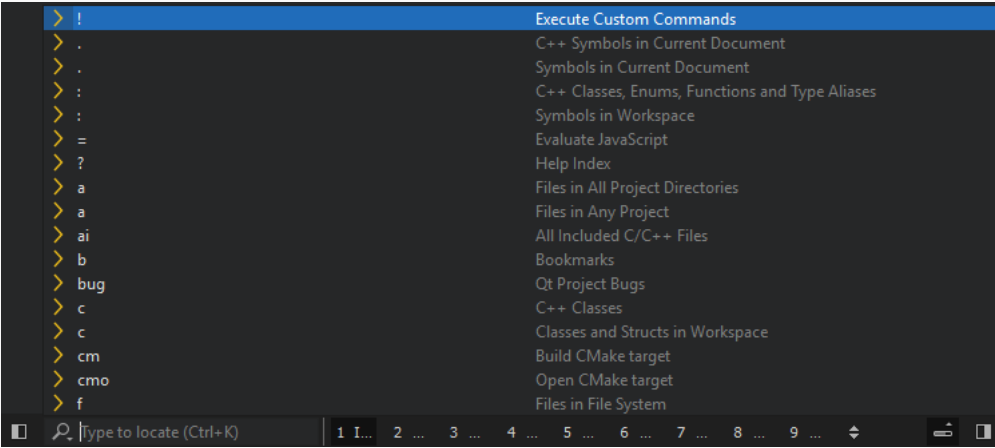 ! Execute Custom Commands
. C++ Symbols in Current Document
. Symbols in Current Document
: C++ Classes, Enums, Functions and Type Aliases
: Symbols in Workspace
= Evaluate JavaScript
? Help Index
a Files in All Project Directories
a Files in Any Project
ai All Included C/C++ Files
b Bookmarks
bug Qt Project Bugs
c C++ Classes
c Classes and Structs in Workspace
cm Build CMake target
cmo Open CMake target
f Files in File System
Type to locate (Ctrl+K) 1 I... 2 ... 3 ... 4 ... 5 ... 6 ... 7 ... 8 ... 9 ...